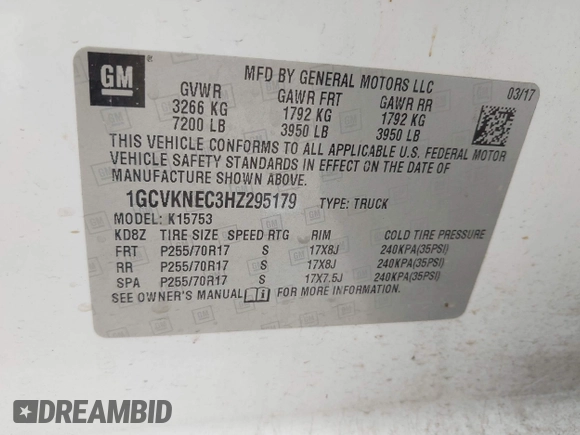 GM
MFD BY GENERAL MOTORS LLC
03/17
GVWR GAWR FRT GAWR RR
3266 KG 1792 KG 1792 KG
7200 LB 3950 LB 3950 LB
THIS VEHICLE CONFORMS TO ALL APPLICABLE U.S. FEDERAL MOTOR
VEHICLE SAFETY STANDARDS IN EFFECT ON THE DATE OF
MANUFACTURE SHOWN ABOVE.
1GCVKNEC3HZ295179 TYPE: TRUCK
MODEL: K15753
KD8Z TIRE SIZE SPEED RTG RIM COLD TIRE PRESSURE
FRT P255/70R17 S 17X8J 240KPA(35PSI)
RR P255/70R17 S 17X8J 240KPA(35PSI)
SPA P255/70R17 S 17X7.5J 240KPA(35PSI)
SEE OWNER'S MANUAL FOR MORE INFORMATION.
DREAMBID